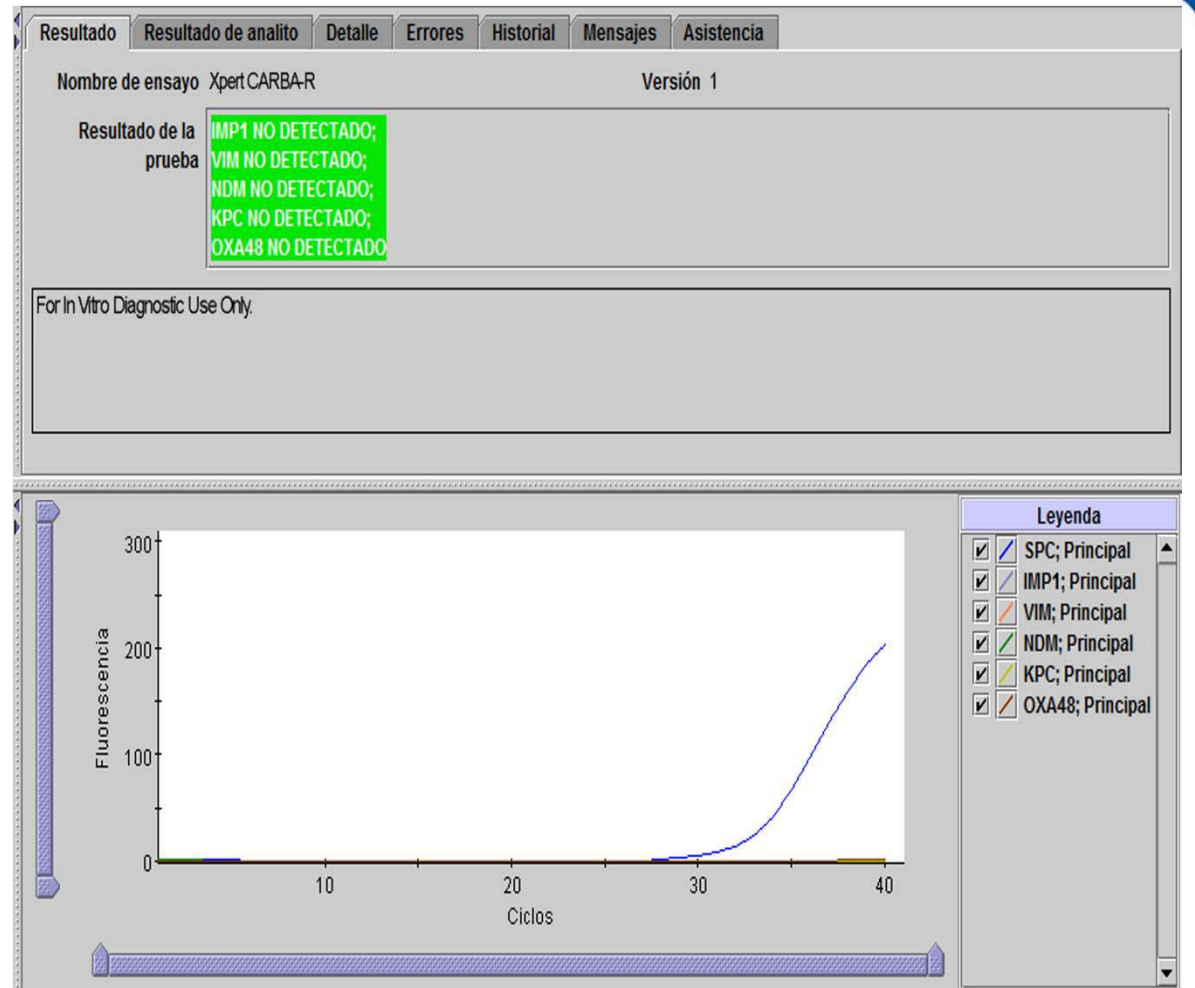 Resultado Resultado de analito Detalle Errores Historial Mensajes Asistencia
Nombre de ensayo Xpert CARBA-R Versión 1
Resultado de la prueba
IMP1 NO DETECTADO;
VIM NO DETECTADO;
NDM NO DETECTADO;
KPC NO DETECTADO;
OXA48 NO DETECTADO
For In Vitro Diagnostic Use Only.
Fluorescencia
300
200
100
0
10 20 30 40
Ciclos
Leyenda
SPC; Principal
IMP1; Principal
VIM; Principal
NDM; Principal
KPC; Principal
OXA48; Principal